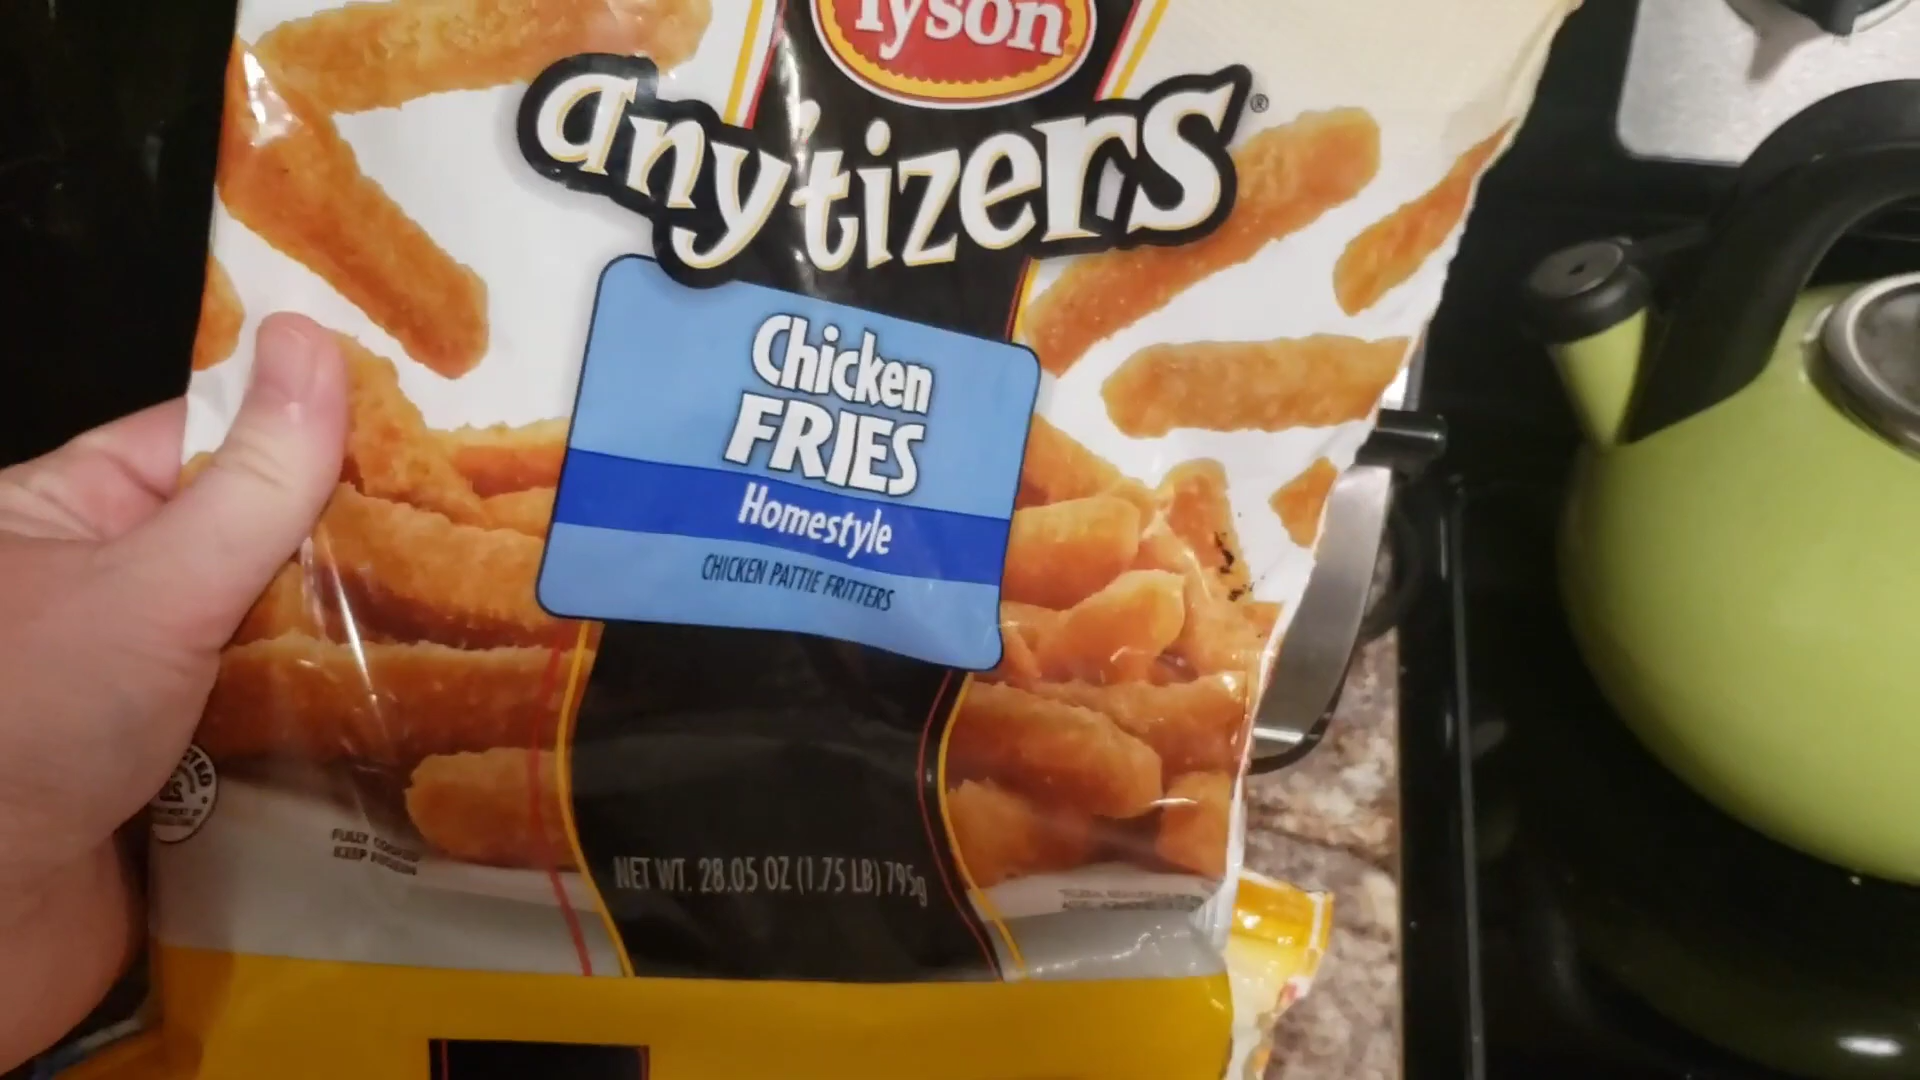 Tyson
any'tizers®
Chicken
FRIES
Homestyle
CHICKEN PATTIE FRITTERS
FULLY COOKED
KEEP FROZEN
NET WT. 28.05 OZ (1.75 LB) 795g